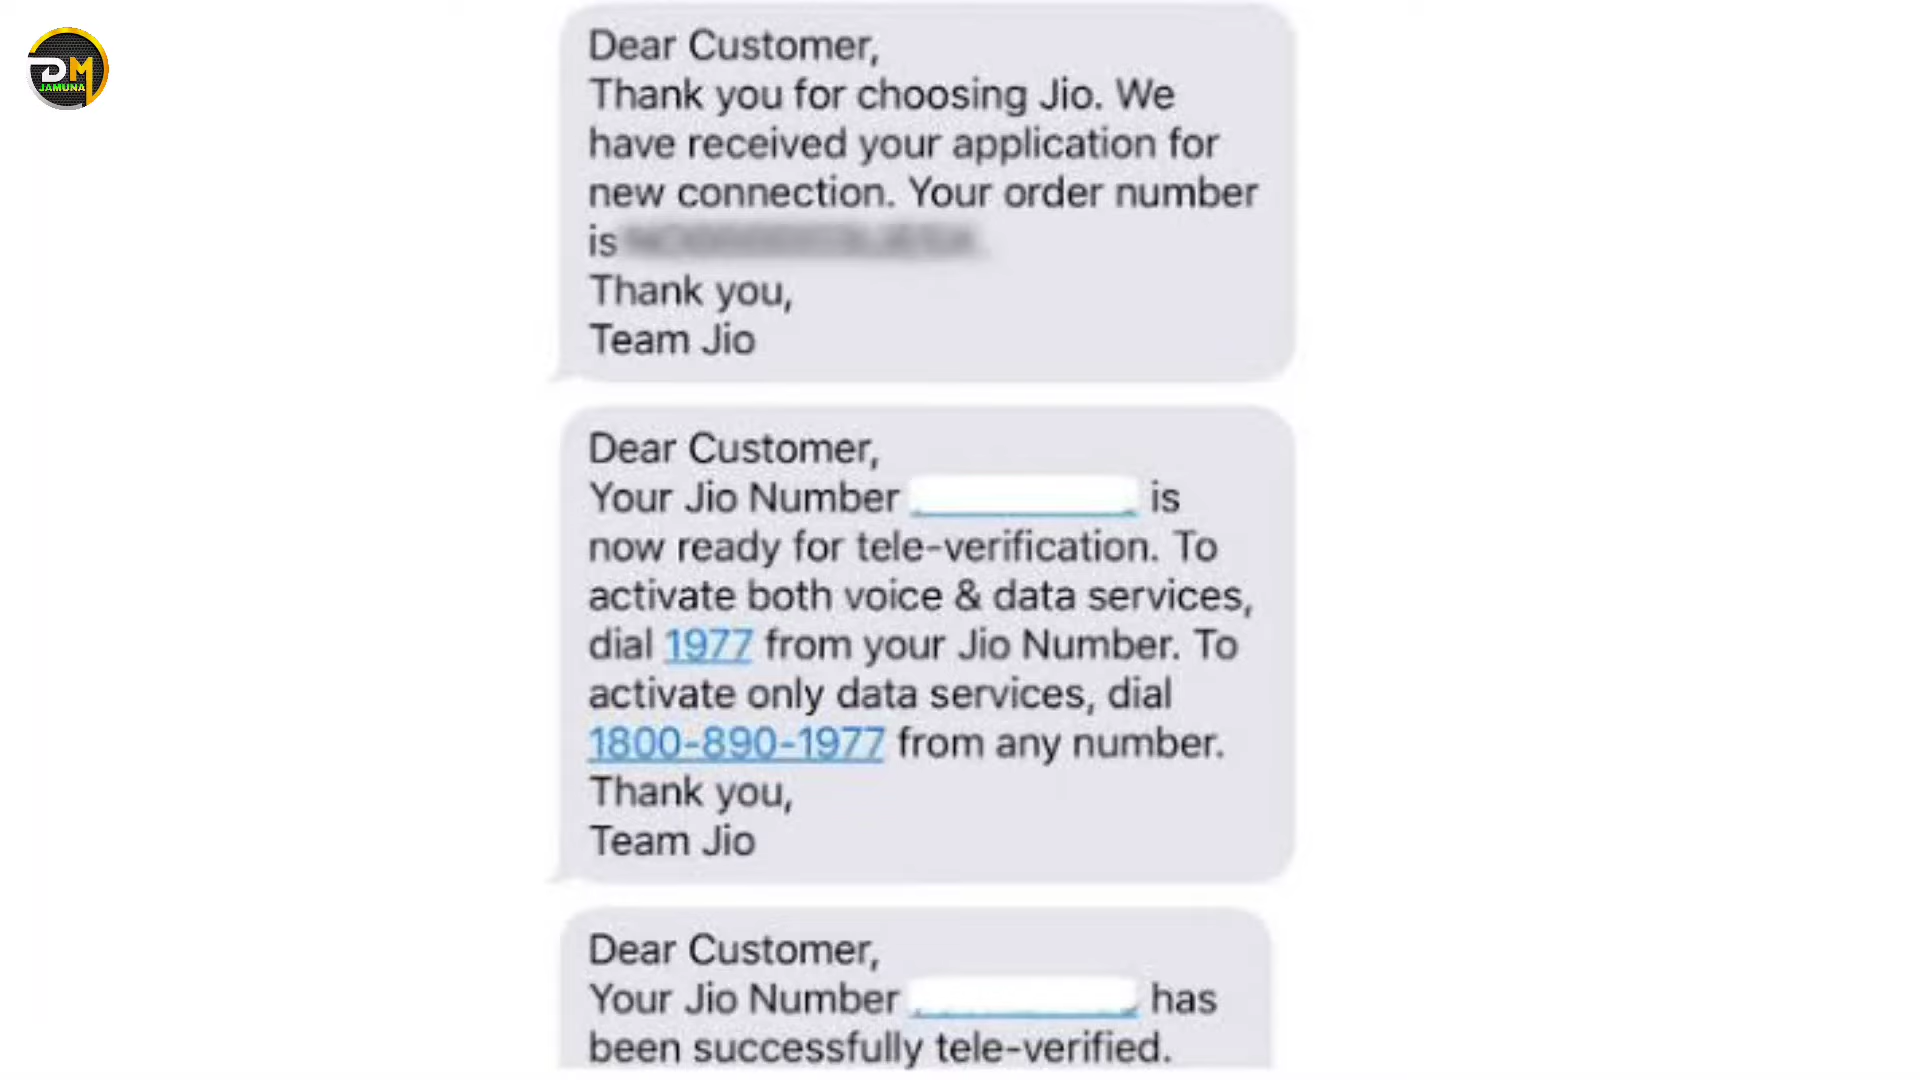 DM
JAMUNA
Dear Customer,
Thank you for choosing Jio. We
have received your application for
new connection. Your order number
is
Thank you,
Team Jio
Dear Customer,
Your Jio Number is
now ready for tele-verification. To
activate both voice & data services,
dial 1977 from your Jio Number. To
activate only data services, dial
1800-890-1977 from any number.
Thank you,
Team Jio
Dear Customer,
Your Jio Number has
been successfully tele-verified.